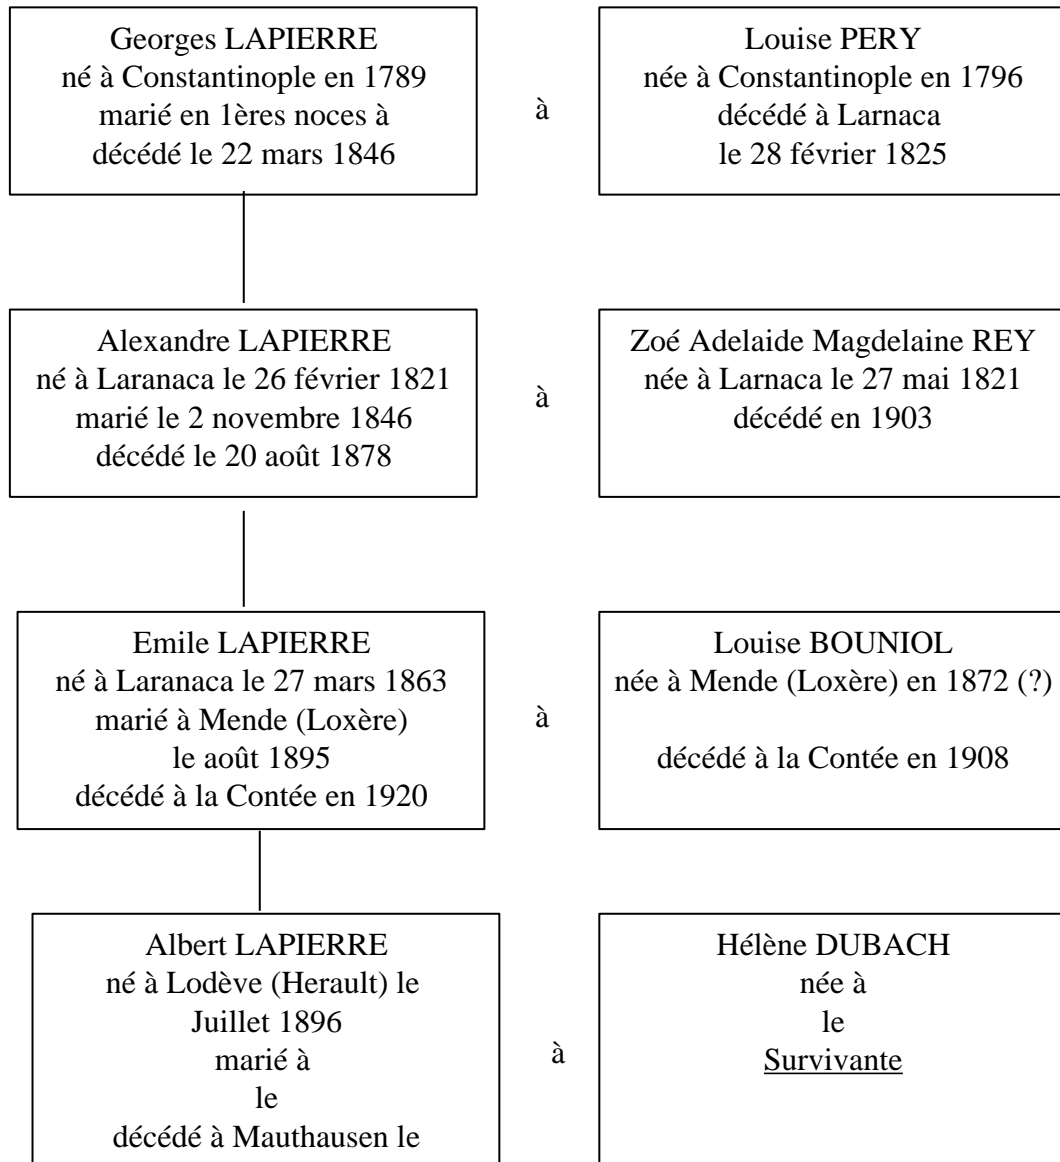 Georges LAPIERRE
né à Constantinople en 1789
marié en 1ères noces à
décédé le 22 mars 1846
à
Louise PERY
née à Constantinople en 1796
décédé à Larnaca
le 28 février 1825
Alexandre LAPIERRE
né à Laranaca le 26 février 1821
marié le 2 novembre 1846
décédé le 20 août 1878
à
Zoé Adelaide Magdelaine REY
née à Larnaca le 27 mai 1821
décédé en 1903
Emile LAPIERRE
né à Laranaca le 27 mars 1863
marié à Mende (Loxère)
le août 1895
décédé à la Contée en 1920
à
Louise BOUNIOL
née à Mende (Loxère) en 1872 (?)
décédé à la Contée en 1908
Albert LAPIERRE
né à Lodève (Herault) le
Juillet 1896
marié à
le
décédé à Mauthausen le
à
Hélène DUBACH
née à
le
Survivante